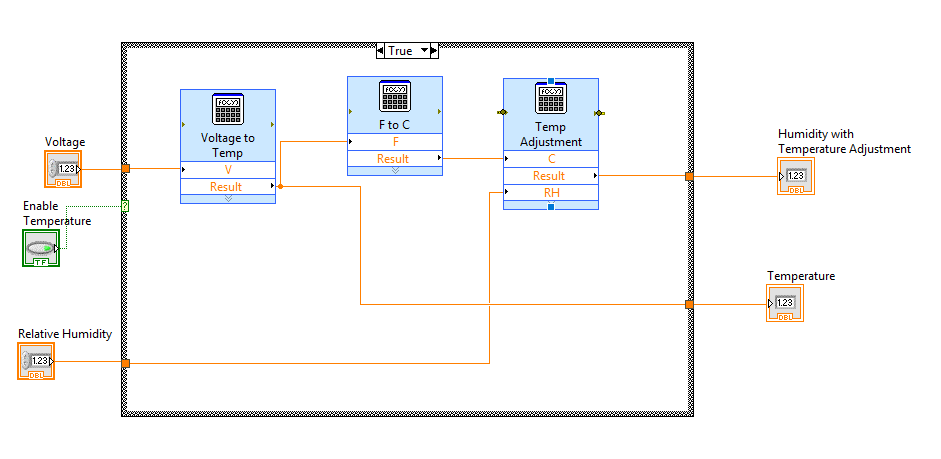 True
Voltage
1.23
DBL
Enable
Temperature
?
TF
Relative Humidity
1.23
DBL
f(x,y)
Voltage to
Temp
V
Result
f(x,y)
F to C
F
Result
f(x,y)
Temp
Adjustment
C
Result
RH
Humidity with
Temperature Adjustment
1.23
DBL
Temperature
1.23
DBL